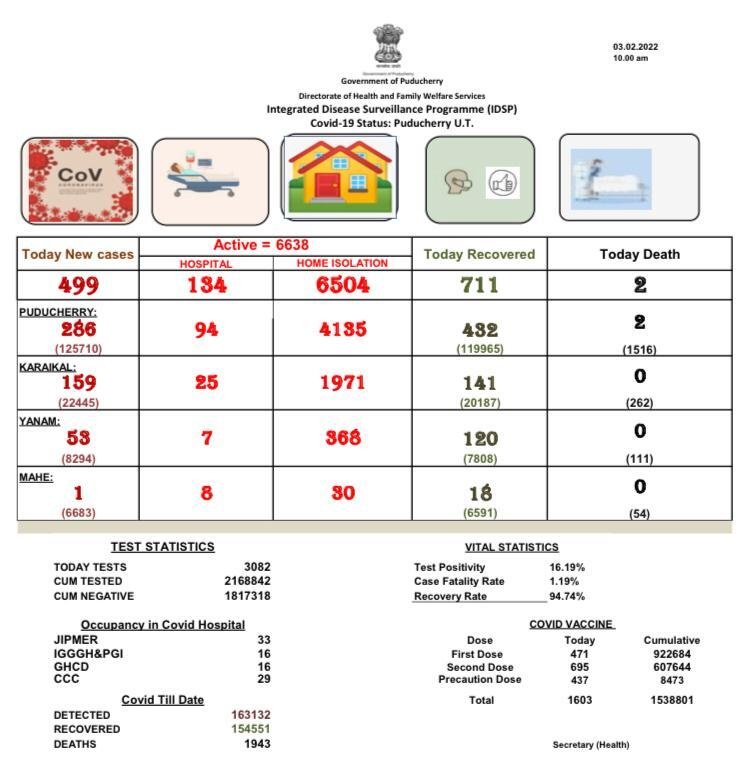 03.02.2022
10.00 am
Government of Puducherry
Government of Puducherry
Directorate of Health and Family Welfare Services
Integrated Disease Surveillance Programme (IDSP)
Covid-19 Status: Puducherry U.T.
CoV
CORONAVIRUS
Today New cases Active = 6638 Today Recovered Today Death
HOSPITAL HOME ISOLATION
499 134 6504 711 2
PUDUCHERRY:
286 94 4135 432 2
(125710) (119965) (1516)
KARAIKAL:
159 25 1971 141 0
(22445) (20187) (262)
YANAM:
53 7 368 120 0
(8294) (7808) (111)
MAHE:
1 8 30 18 0
(6683) (6591) (54)
TEST STATISTICS
TODAY TESTS 3082
CUM TESTED 2168842
CUM NEGATIVE 1817318
VITAL STATISTICS
Test Positivity 16.19%
Case Fatality Rate 1.19%
Recovery Rate 94.74%
Occupancy in Covid Hospital
JIPMER 33
IGGGH&PGI 16
GHCD 16
CCC 29
COVID VACCINE
Dose Today Cumulative
First Dose 471 922684
Second Dose 695 607644
Precaution Dose 437 8473
Total 1603 1538801
Covid Till Date
DETECTED 163132
RECOVERED 154551
DEATHS 1943
Secretary (Health)